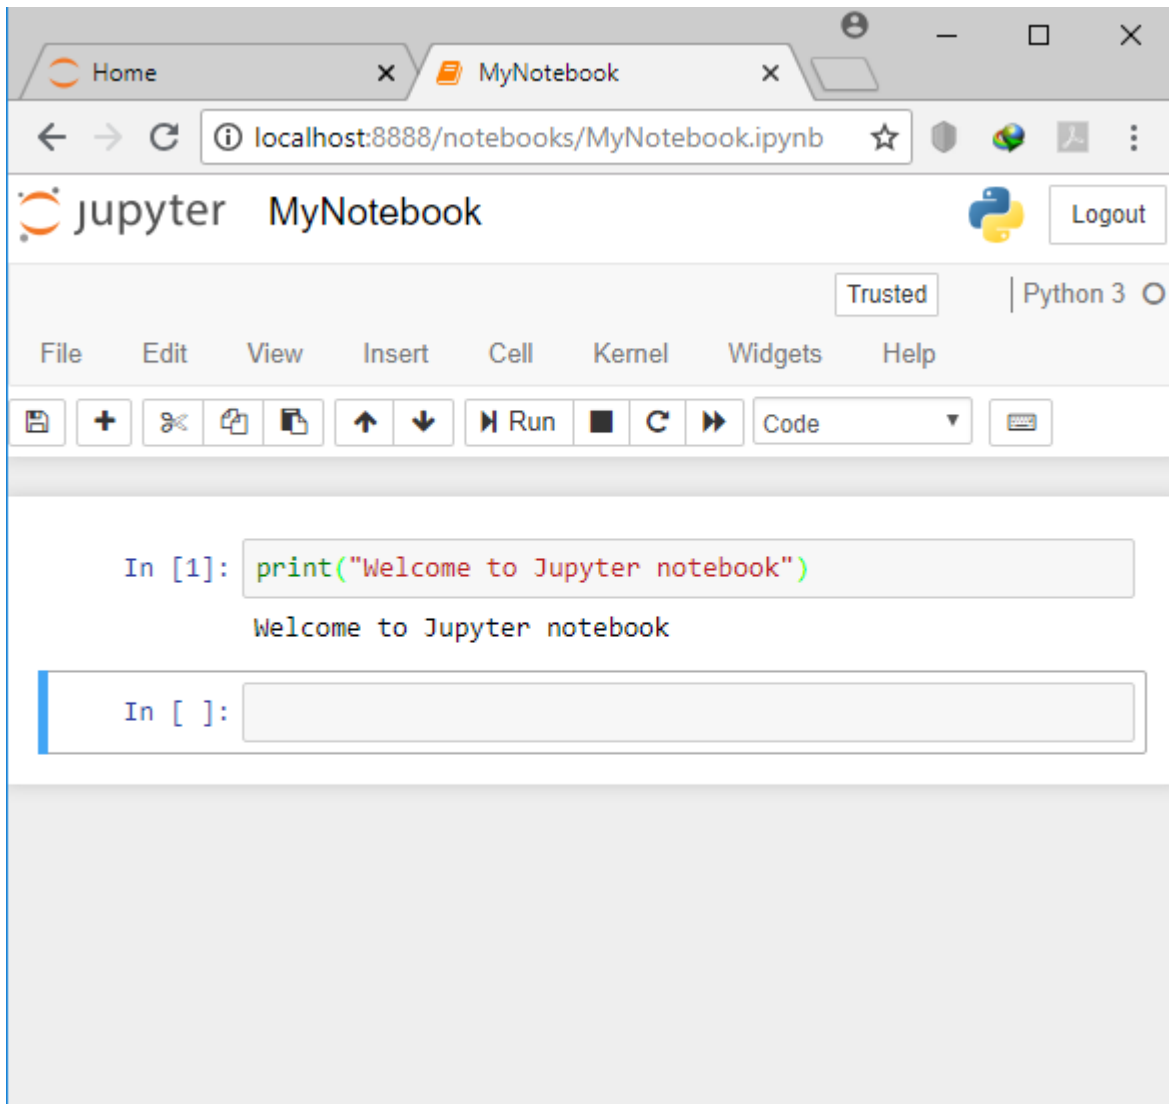 Home MyNotebook
localhost:8888/notebooks/MyNotebook.ipynb
jupyter MyNotebook Logout
Trusted Python 3
File Edit View Insert Cell Kernel Widgets Help
Run Code
In [1]: print("Welcome to Jupyter notebook")
Welcome to Jupyter notebook
In [ ]: